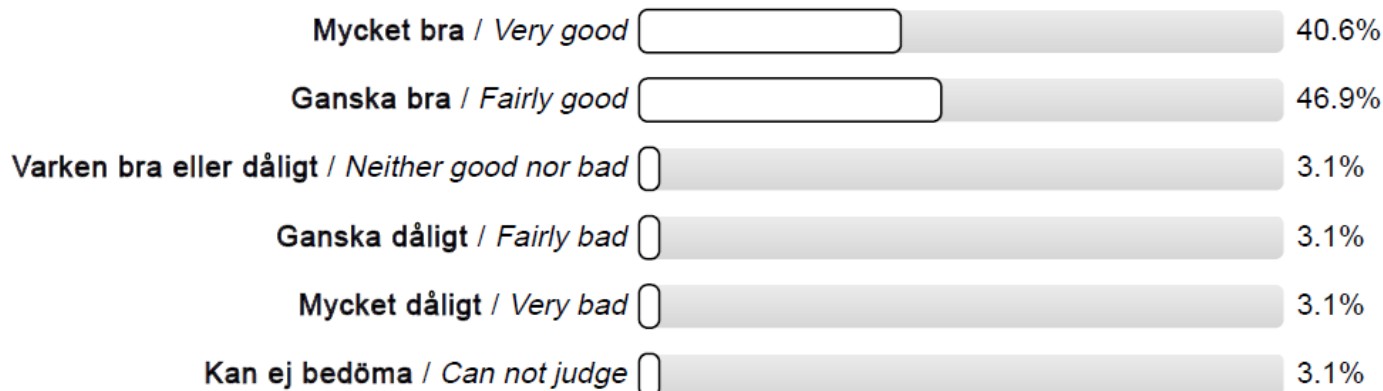 Mycket bra / Very good 40.6%
Ganska bra / Fairly good 46.9%
Varken bra eller dåligt / Neither good nor bad 3.1%
Ganska dåligt / Fairly bad 3.1%
Mycket dåligt / Very bad 3.1%
Kan ej bedöma / Can not judge 3.1%